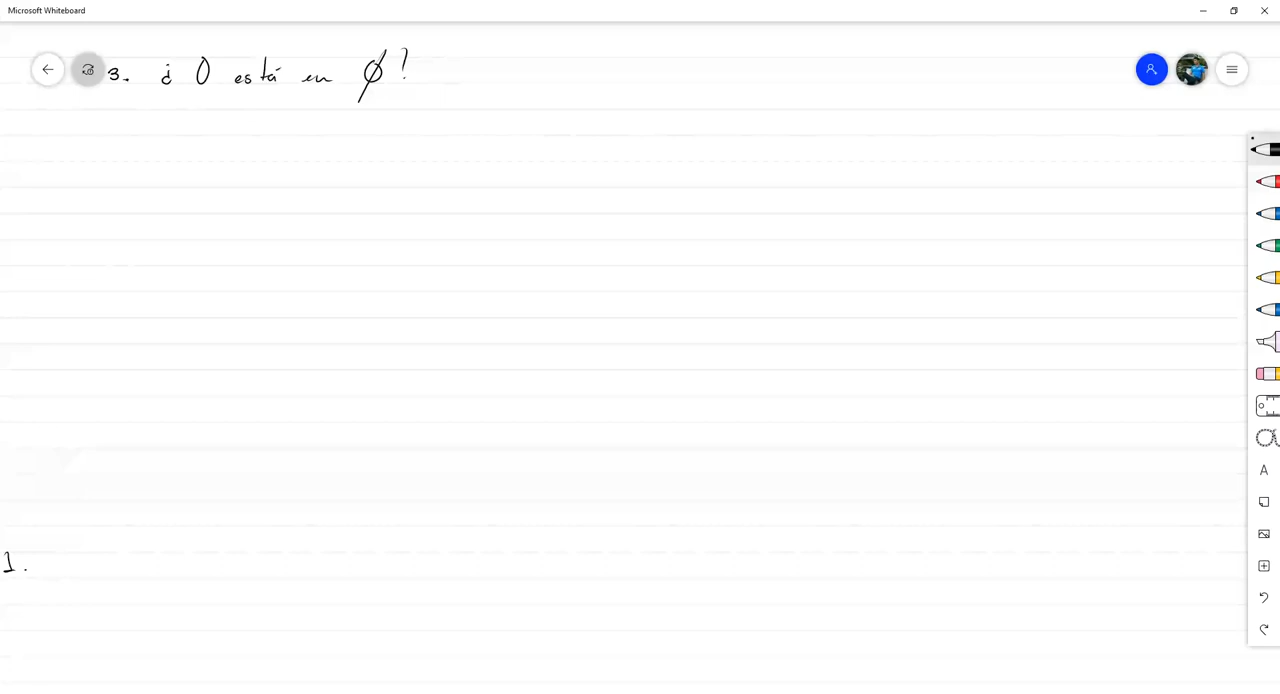 Microsoft Whiteboard
3. ¿ 0 está en ∅?
A
1.